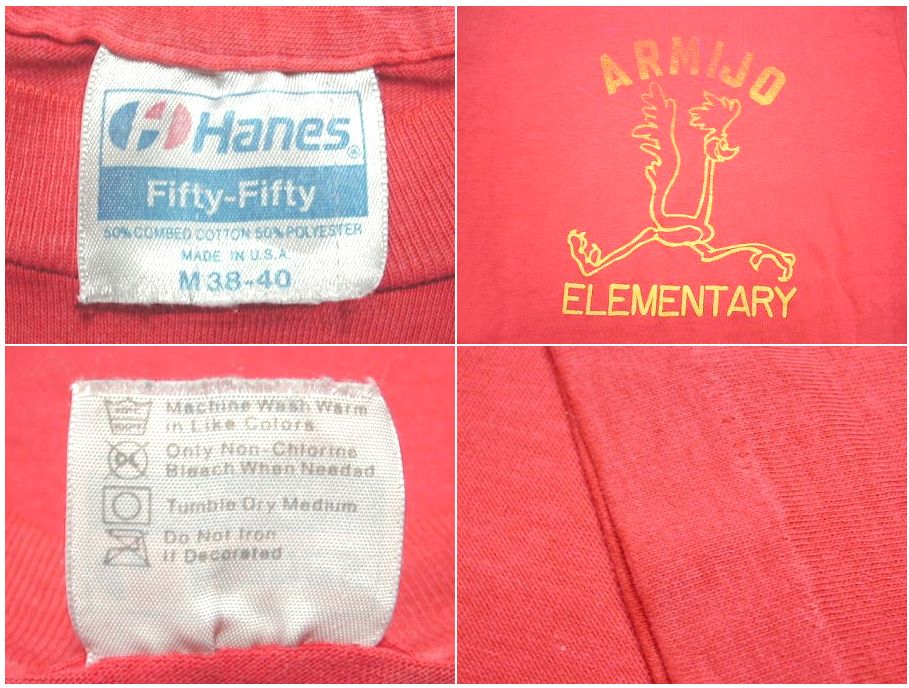 Hanes®
Fifty-Fifty
50% COMBED COTTON 50% POLYESTER
MADE IN U.S.A.
M 38-40
ARMIJO
ELEMENTARY
Machine Wash Warm
in Like Colors
Only Non-Chlorine
Bleach When Needed
Tumble Dry Medium
Do Not Iron
If Decorated